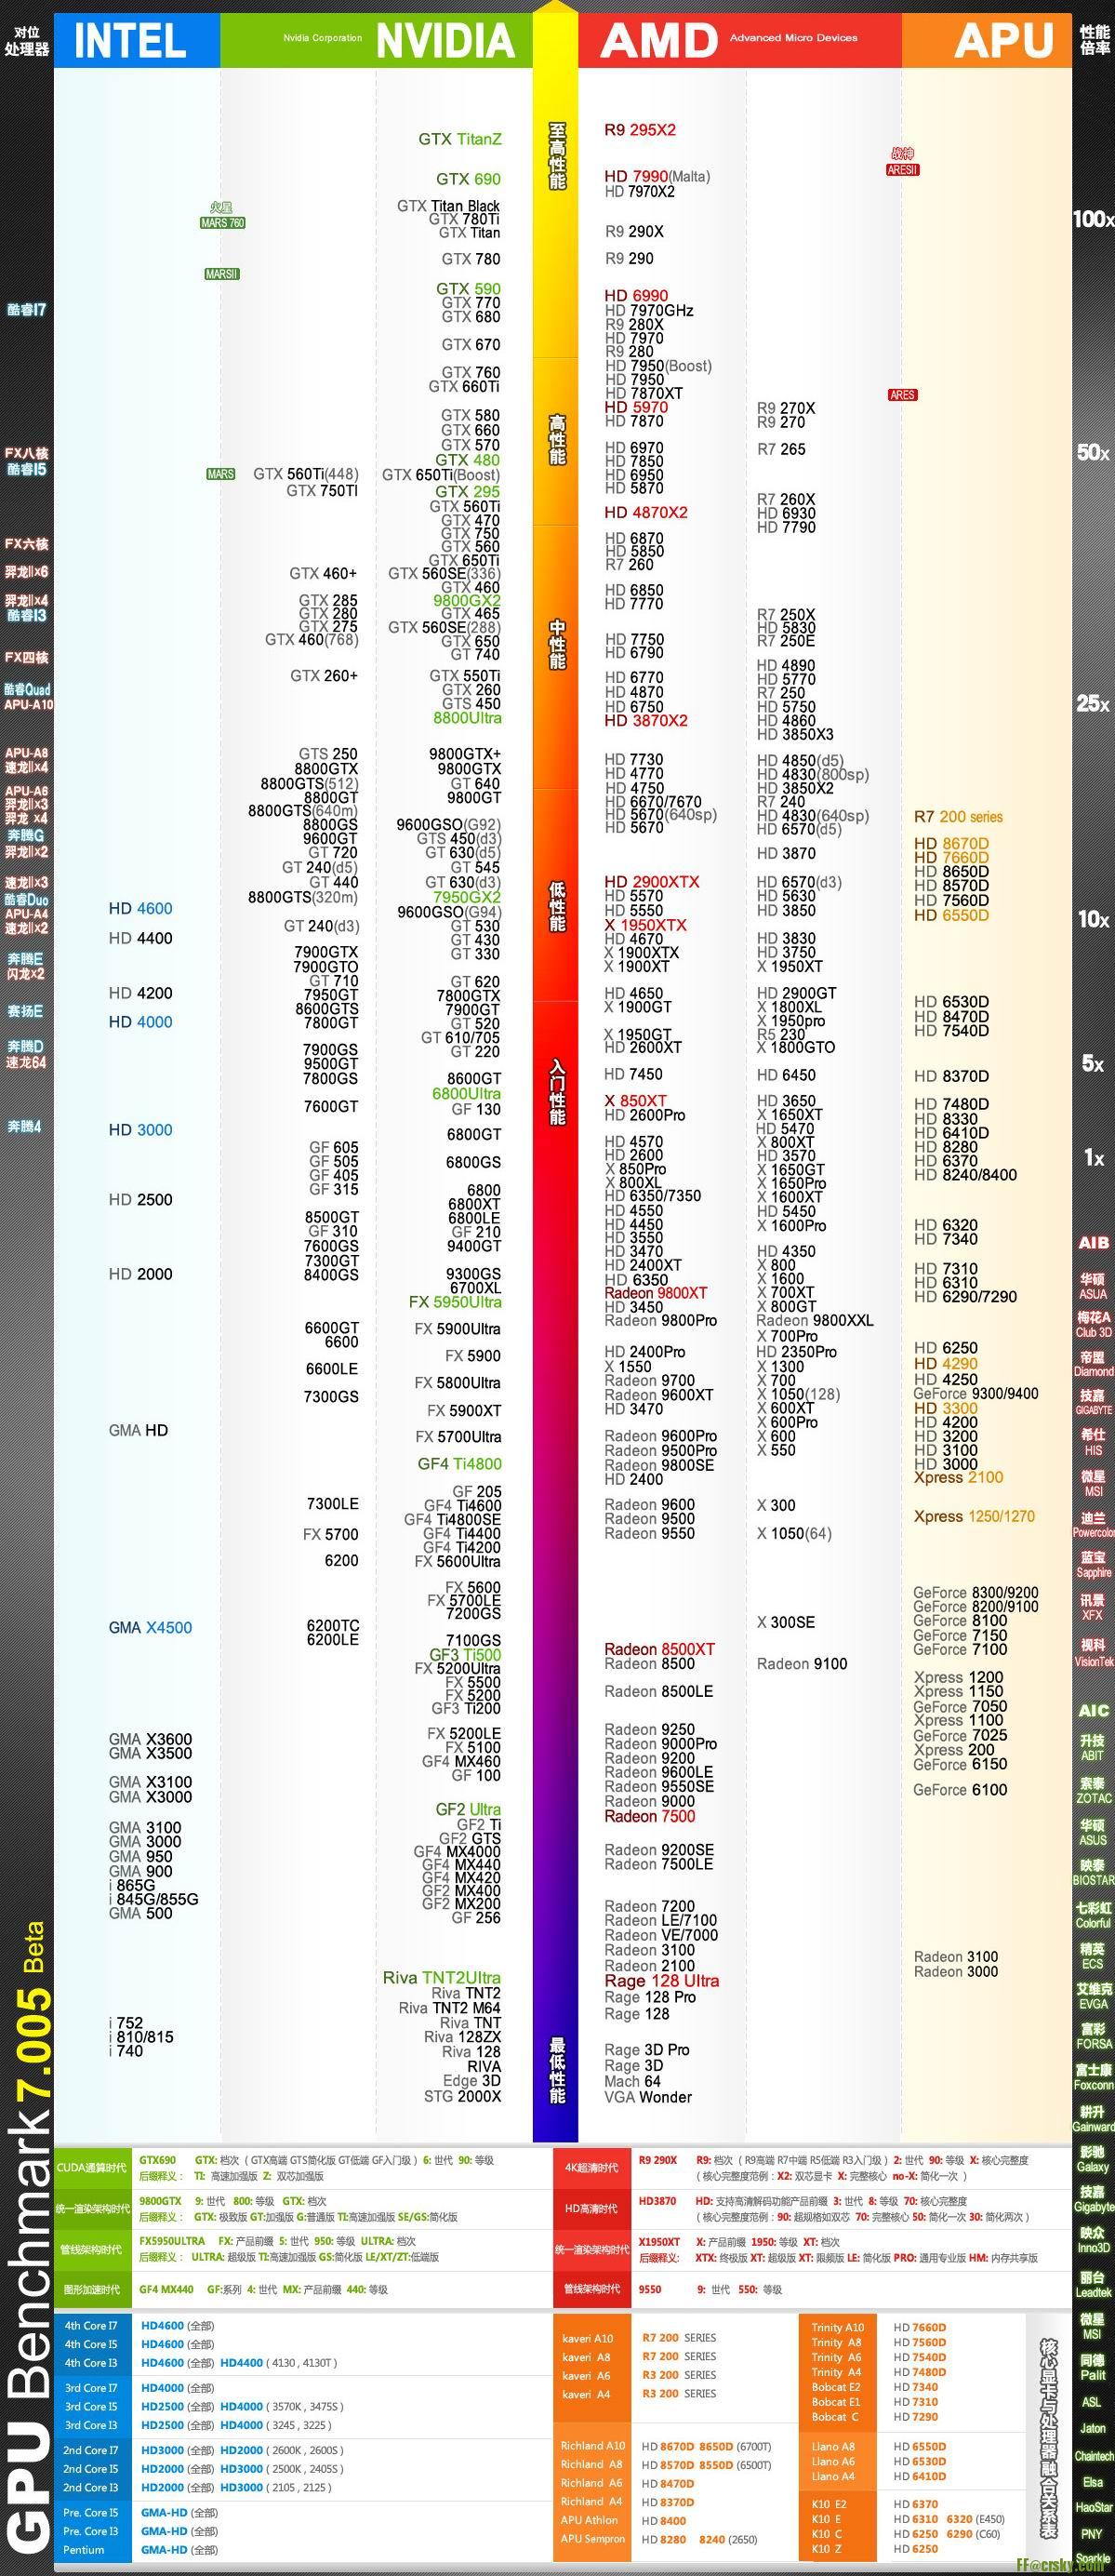 对位
处理器
INTEL
Nvidia Corporation
NVIDIA
AMD
Advanced Micro Devices
APU
性能
倍率
酷睿I7
FX八核
酷睿I5
FX六核
羿龙II×6
羿龙II×4
酷睿I3
FX四核
酷睿Quad
APU-A10
APU-A8
速龙II×4
APU-A6
羿龙II×3
羿龙 ×4
奔腾G
羿龙II×2
速龙II×3
酷睿Duo
APU-A4
速龙II×2
奔腾E
闪龙×2
赛扬E
奔腾D
速龙64
奔腾4
GPU Benchmark 7.005 Beta
HD 4600
HD 4400
HD 4200
HD 4000
HD 3000
HD 2500
HD 2000
GMA HD
GMA X4500
GMA X3600
GMA X3500
GMA X3100
GMA X3000
GMA 3100
GMA 3000
GMA 950
GMA 900
i 865G
i 845G/855G
GMA 500
i 752
i 810/815
i 740
火星
MARS 760
MARSII
MARS
GTX 560Ti(448)
GTX 750TI
GTX 460+
GTX 285
GTX 280
GTX 275
GTX 460(768)
GTX 260+
GTS 250
8800GTX
8800GTS(512)
8800GT
8800GTS(640m)
8800GS
9600GT
GT 720
GT 240(d5)
GT 440
8800GTS(320m)
GT 240(d3)
7900GTX
7900GTO
GT 710
7950GT
8600GTS
7800GT
7900GS
9500GT
7800GS
7600GT
GF 605
GF 505
GF 405
GF 315
8500GT
GF 310
7600GS
7300GT
8400GS
6600GT
6600
6600LE
7300GS
7300LE
FX 5700
6200
6200TC
6200LE
GTX TitanZ
GTX 690
GTX Titan Black
GTX 780Ti
GTX Titan
GTX 780
GTX 590
GTX 770
GTX 680
GTX 670
GTX 760
GTX 660Ti
GTX 580
GTX 660
GTX 570
GTX 480
GTX 650Ti(Boost)
GTX 295
GTX 560Ti
GTX 470
GTX 750
GTX 560
GTX 650Ti
GTX 560SE(336)
GTX 460
9800GX2
GTX 465
GTX 560SE(288)
GTX 650
GT 740
GTX 550Ti
GTX 260
GTS 450
8800Ultra
9800GTX+
9800GTX
GT 640
9800GT
9600GSO(G92)
GTS 450(d3)
GT 630(d5)
GT 545
GT 630(d3)
7950GX2
9600GSO(G94)
GT 530
GT 430
GT 330
GT 620
7800GTX
7900GT
GT 520
GT 610/705
GT 220
8600GT
6800Ultra
GF 130
6800GT
6800GS
6800
6800XT
6800LE
GF 210
9400GT
9300GS
6700XL
FX 5950Ultra
FX 5900Ultra
FX 5900
FX 5800Ultra
FX 5900XT
FX 5700Ultra
GF4 Ti4800
GF 205
GF4 Ti4600
GF4 Ti4800SE
GF4 Ti4400
GF4 Ti4200
FX 5600Ultra
FX 5600
FX 5700LE
7200GS
7100GS
GF3 Ti500
FX 5200Ultra
FX 5500
FX 5200
GF3 Ti200
FX 5200LE
FX 5100
GF4 MX460
GF 100
GF2 Ultra
GF2 Ti
GF2 GTS
GF4 MX4000
GF4 MX440
GF4 MX420
GF2 MX400
GF2 MX200
GF 256
Riva TNT2Ultra
Riva TNT2
Riva TNT2 M64
Riva TNT
Riva 128ZX
Riva 128
RIVA
Edge 3D
STG 2000X
至高性能
高性能
中性能
低性能
入门性能
最低性能
R9 295X2
HD 7990(Malta)
HD 7970X2
R9 290X
R9 290
HD 6990
HD 7970GHz
R9 280X
HD 7970
R9 280
HD 7950(Boost)
HD 7950
HD 7870XT
HD 5970
HD 7870
HD 6970
HD 7850
HD 6950
HD 5870
HD 4870X2
HD 6870
HD 5850
R7 260
HD 6850
HD 7770
HD 7750
HD 6790
HD 6770
HD 4870
HD 6750
HD 3870X2
HD 7730
HD 4770
HD 4750
HD 6670/7670
HD 5670(640sp)
HD 5670
HD 2900XTX
HD 5570
HD 5550
X 1950XTX
HD 4670
X 1900XTX
X 1900XT
HD 4650
X 1900GT
X 1950GT
HD 2600XT
HD 7450
X 850XT
HD 2600Pro
HD 4570
HD 2600
X 850Pro
X 800XL
HD 6350/7350
HD 4550
HD 4450
HD 3550
HD 3470
HD 2400XT
HD 6350
Radeon 9800XT
HD 3450
Radeon 9800Pro
HD 2400Pro
X 1550
Radeon 9700
Radeon 9600XT
HD 3470
Radeon 9600Pro
Radeon 9500Pro
Radeon 9800SE
HD 2400
Radeon 9600
Radeon 9500
Radeon 9550
Radeon 8500XT
Radeon 8500
Radeon 8500LE
Radeon 9250
Radeon 9000Pro
Radeon 9200
Radeon 9600LE
Radeon 9550SE
Radeon 9000
Radeon 7500
Radeon 9200SE
Radeon 7500LE
Radeon 7200
Radeon LE/7100
Radeon VE/7000
Radeon 3100
Radeon 2100
Rage 128 Ultra
Rage 128 Pro
Rage 128
Rage 3D Pro
Rage 3D
Mach 64
VGA Wonder
战神
ARESII
ARES
R9 270X
R9 270
R7 265
R7 260X
HD 6930
HD 7790
R7 250X
HD 5830
R7 250E
HD 4890
HD 5770
R7 250
HD 5750
HD 4860
HD 3850X3
HD 4850(d5)
HD 4830(800sp)
HD 3850X2
R7 240
HD 4830(640sp)
HD 6570(d5)
HD 3870
HD 6570(d3)
HD 5630
HD 3850
HD 3830
HD 3750
X 1950XT
HD 2900GT
X 1800XL
X 1950pro
R5 230
X 1800GTO
HD 6450
HD 3650
X 1650XT
HD 5470
X 800XT
HD 3570
X 1650GT
X 1650Pro
X 1600XT
HD 5450
X 1600Pro
HD 4350
X 800
X 1600
X 700XT
X 800GT
Radeon 9800XXL
X 700Pro
HD 2350Pro
X 1300
X 700
X 1050(128)
X 600XT
X 600Pro
X 600
X 550
X 300
X 1050(64)
X 300SE
Radeon 9100
R7 200 series
HD 8670D
HD 7660D
HD 8650D
HD 8570D
HD 7560D
HD 6550D
HD 6530D
HD 8470D
HD 7540D
HD 8370D
HD 7480D
HD 8330
HD 6410D
HD 8280
HD 6370
HD 8240/8400
HD 6320
HD 7340
HD 7310
HD 6310
HD 6290/7290
HD 6250
HD 4290
HD 4250
GeForce 9300/9400
HD 3300
HD 4200
HD 3200
HD 3100
HD 3000
Xpress 2100
Xpress 1250/1270
GeForce 8300/9200
GeForce 8200/9100
GeForce 8100
GeForce 7150
GeForce 7100
Xpress 1200
Xpress 1150
GeForce 7050
Xpress 1100
GeForce 7025
Xpress 200
GeForce 6150
GeForce 6100
Radeon 3100
Radeon 3000
100x
50x
25x
10x
5x
1x
AIB
华硕
ASUA
梅花A
Club 3D
帝盟
Diamond
技嘉
GIGABYTE
希仕
HIS
微星
MSI
迪兰
Powercolor
蓝宝
Sapphire
讯景
XFX
视科
VisionTek
AIC
升技
ABIT
索泰
ZOTAC
华硕
ASUS
映泰
BIOSTAR
七彩虹
Colorful
精英
ECS
艾维克
EVGA
富彩
FORSA
富士康
Foxconn
耕升
Gainward
影驰
Galaxy
技嘉
Gigabyte
映众
Inno3D
丽台
Leadtek
微星
MSI
同德
Palit
ASL
Jaton
Chaintech
Elsa
HaoStar
PNY
Sparkle
CUDA通算时代
GTX690 GTX: 档次 ( GTX高端 GTS简化版 GT低端 GF入门级 ) 6: 世代 90: 等级
后缀释义： TI: 高速加强版 Z: 双芯加强版
统一渲染架构时代
9800GTX 9: 世代 800: 等级 GTX: 档次
后缀释义： GTX: 极致版 GT:加强版 G:普通版 TI:高速加强版 SE/GS:简化版
管线架构时代
FX5950ULTRA FX: 产品前缀 5: 世代 950: 等级 ULTRA: 档次
后缀释义： ULTRA: 超级版 TI:高速加强版 GS:简化版 LE/XT/ZT:低端版
图形加速时代
GF4 MX440 GF:系列 4: 世代 MX: 产品前缀 440: 等级
4K超清时代
R9 290X R9: 档次 ( R9高端 R7中端 R5低端 R3入门级 ) 2: 世代 90: 等级 X: 核心完整度
( 核心完整度范例：X2: 双芯显卡 X: 完整核心 no-X: 简化一次 )
HD高清时代
HD3870 HD: 支持高清解码功能产品前缀 3: 世代 8: 等级 70: 核心完整度
( 核心完整度范例：90: 超规格如双芯 70: 完整核心 50: 简化一次 30: 简化两次 )
统一渲染架构时代
X1950XT X: 产品前缀 1950: 等级 XT: 档次
后缀释义: XTX: 终极版 XT: 超级版 XT: 限频版 LE: 简化版 PRO: 通用专业版 HM: 内存共享版
管线架构时代
9550 9: 世代 550: 等级
4th Core I7 HD4600 (全部)
4th Core I5 HD4600 (全部)
4th Core I3 HD4600 (全部) HD4400 ( 4130 , 4130T )
3rd Core I7 HD4000 (全部)
3rd Core I5 HD2500 (全部) HD4000 ( 3570K , 3475S )
3rd Core I3 HD2500 (全部) HD4000 ( 3245 , 3225 )
2nd Core I7 HD3000 (全部) HD2000 ( 2600K , 2600S )
2nd Core I5 HD2000 (全部) HD3000 ( 2500K , 2405S )
2nd Core I3 HD2000 (全部) HD3000 ( 2105 , 2125 )
Pre. Core I5 GMA-HD (全部)
Pre. Core I3 GMA-HD (全部)
Pentium GMA-HD (全部)
kaveri A10 R7 200 SERIES
kaveri A8 R7 200 SERIES
kaveri A6 R3 200 SERIES
kaveri A4 R3 200 SERIES
Richland A10 HD 8670D 8650D (6700T)
Richland A8 HD 8570D 8550D (6500T)
Richland A6 HD 8470D
Richland A4 HD 8370D
APU Athlon HD 8400
APU Sempron HD 8280 8240 (2650)
Trinity A10 HD 7660D
Trinity A8 HD 7560D
Trinity A6 HD 7540D
Trinity A4 HD 7480D
Bobcat E2 HD 7340
Bobcat E1 HD 7310
Bobcat C HD 7290
Llano A8 HD 6550D
Llano A6 HD 6530D
Llano A4 HD 6410D
K10 E2 HD 6370
K10 E HD 6310 6320 (E450)
K10 C HD 6250 6290 (C60)
K10 Z HD 6250
核心显卡与处理器融合关系表
FF@crsky.com